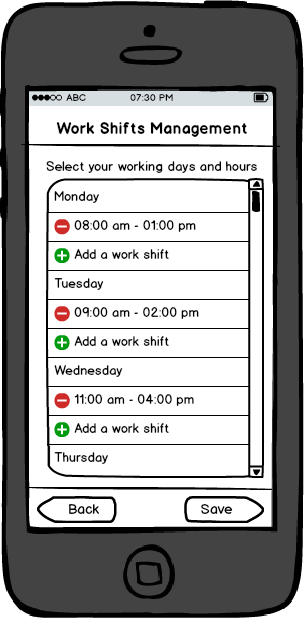 ABC 07:30 PM
Work Shifts Management
Select your working days and hours
Monday
08:00 am - 01:00 pm
Add a work shift
Tuesday
09:00 am - 02:00 pm
Add a work shift
Wednesday
11:00 am - 04:00 pm
Add a work shift
Thursday
Back Save